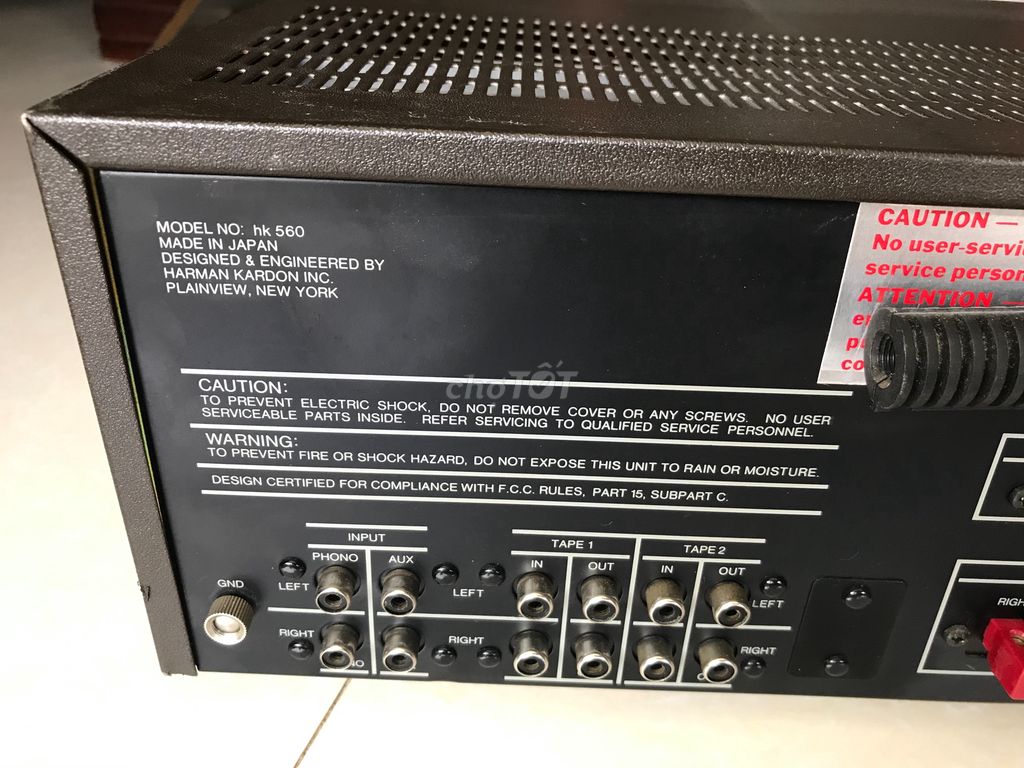 MODEL NO: hk 560
MADE IN JAPAN
DESIGNED & ENGINEERED BY
HARMAN KARDON INC.
PLAINVIEW, NEW YORK
CAUTION —
No user-servi
service person
ATTENTION —
co
choTỐT
CAUTION:
TO PREVENT ELECTRIC SHOCK, DO NOT REMOVE COVER OR ANY SCREWS. NO USER
SERVICEABLE PARTS INSIDE. REFER SERVICING TO QUALIFIED SERVICE PERSONNEL.
WARNING:
TO PREVENT FIRE OR SHOCK HAZARD, DO NOT EXPOSE THIS UNIT TO RAIN OR MOISTURE.
DESIGN CERTIFIED FOR COMPLIANCE WITH F.C.C. RULES, PART 15, SUBPART C.
INPUT
TAPE 1
TAPE 2
PHONO
AUX
IN
OUT
IN
OUT
GND
LEFT
LEFT
LEFT
RIGHT
RIGHT
RIGHT
RIGH